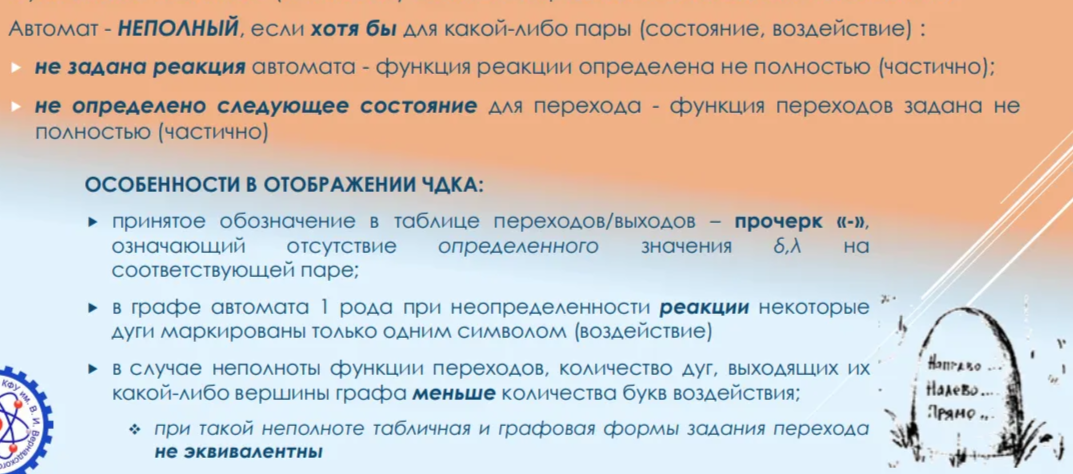 Автомат - НЕПОЛНЫЙ, если хотя бы для какой-либо пары (состояние, воздействие) :
не задана реакция автомата - функция реакции определена не полностью (частично);
не определено следующее состояние для перехода - функция переходов задана не
полностью (частично)
ОСОБЕННОСТИ В ОТОБРАЖЕНИИ ЧДКА:
принятое обозначение в таблице переходов/выходов – прочерк «-»,
означающий отсутствие определенного значения δ,λ на
соответствующей паре;
в графе автомата 1 рода при неопределенности реакции некоторые
дуги маркированы только одним символом (воздействие)
в случае неполноты функции переходов, количество дуг, выходящих их
какой-либо вершины графа меньше количества букв воздействия;
при такой неполноте табличная и графовая формы задания перехода
не эквивалентны
Направо ...
Налево...
Прямо ..
КФУ им. В. И. Вернадского